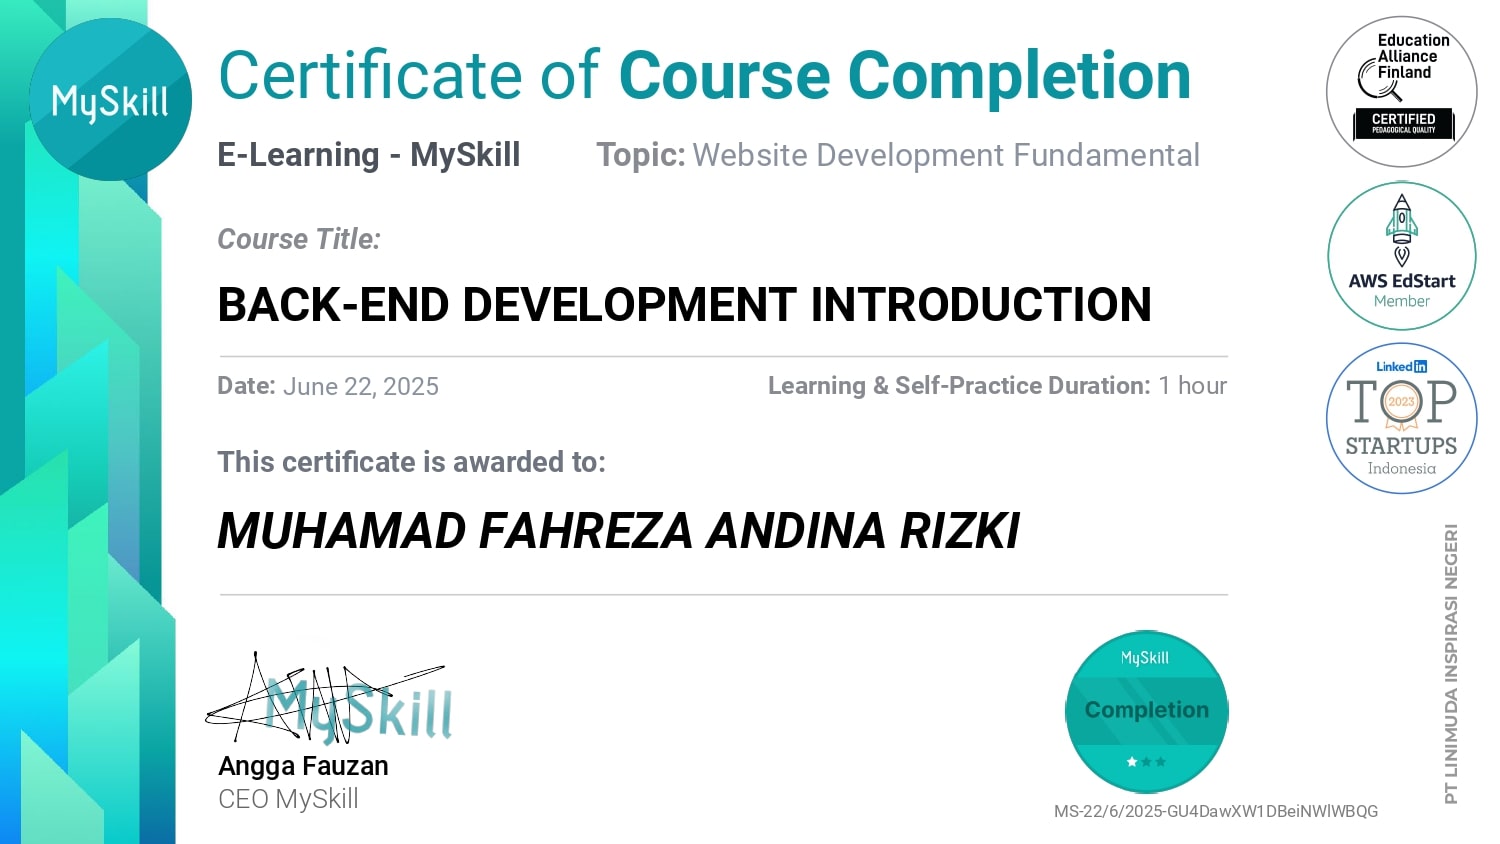 MySkill
Certificate of Course Completion
E-Learning - MySkill
Topic: Website Development Fundamental
Course Title:
BACK-END DEVELOPMENT INTRODUCTION
Date: June 22, 2025
Learning & Self-Practice Duration: 1 hour
This certificate is awarded to:
MUHAMAD FAHREZA ANDINA RIZKI
MySkill
Angga Fauzan
CEO MySkill
MySkill
Completion
MS-22/6/2025-GU4DawXW1DBeiNWlWBQG
Education
Alliance
Finland
CERTIFIED
PEDAGOGICAL QUALITY
AWS EdStart
Member
LinkedIn
TOP
2023
STARTUPS
Indonesia
PT LINIMUDA INSPIRASI NEGERI